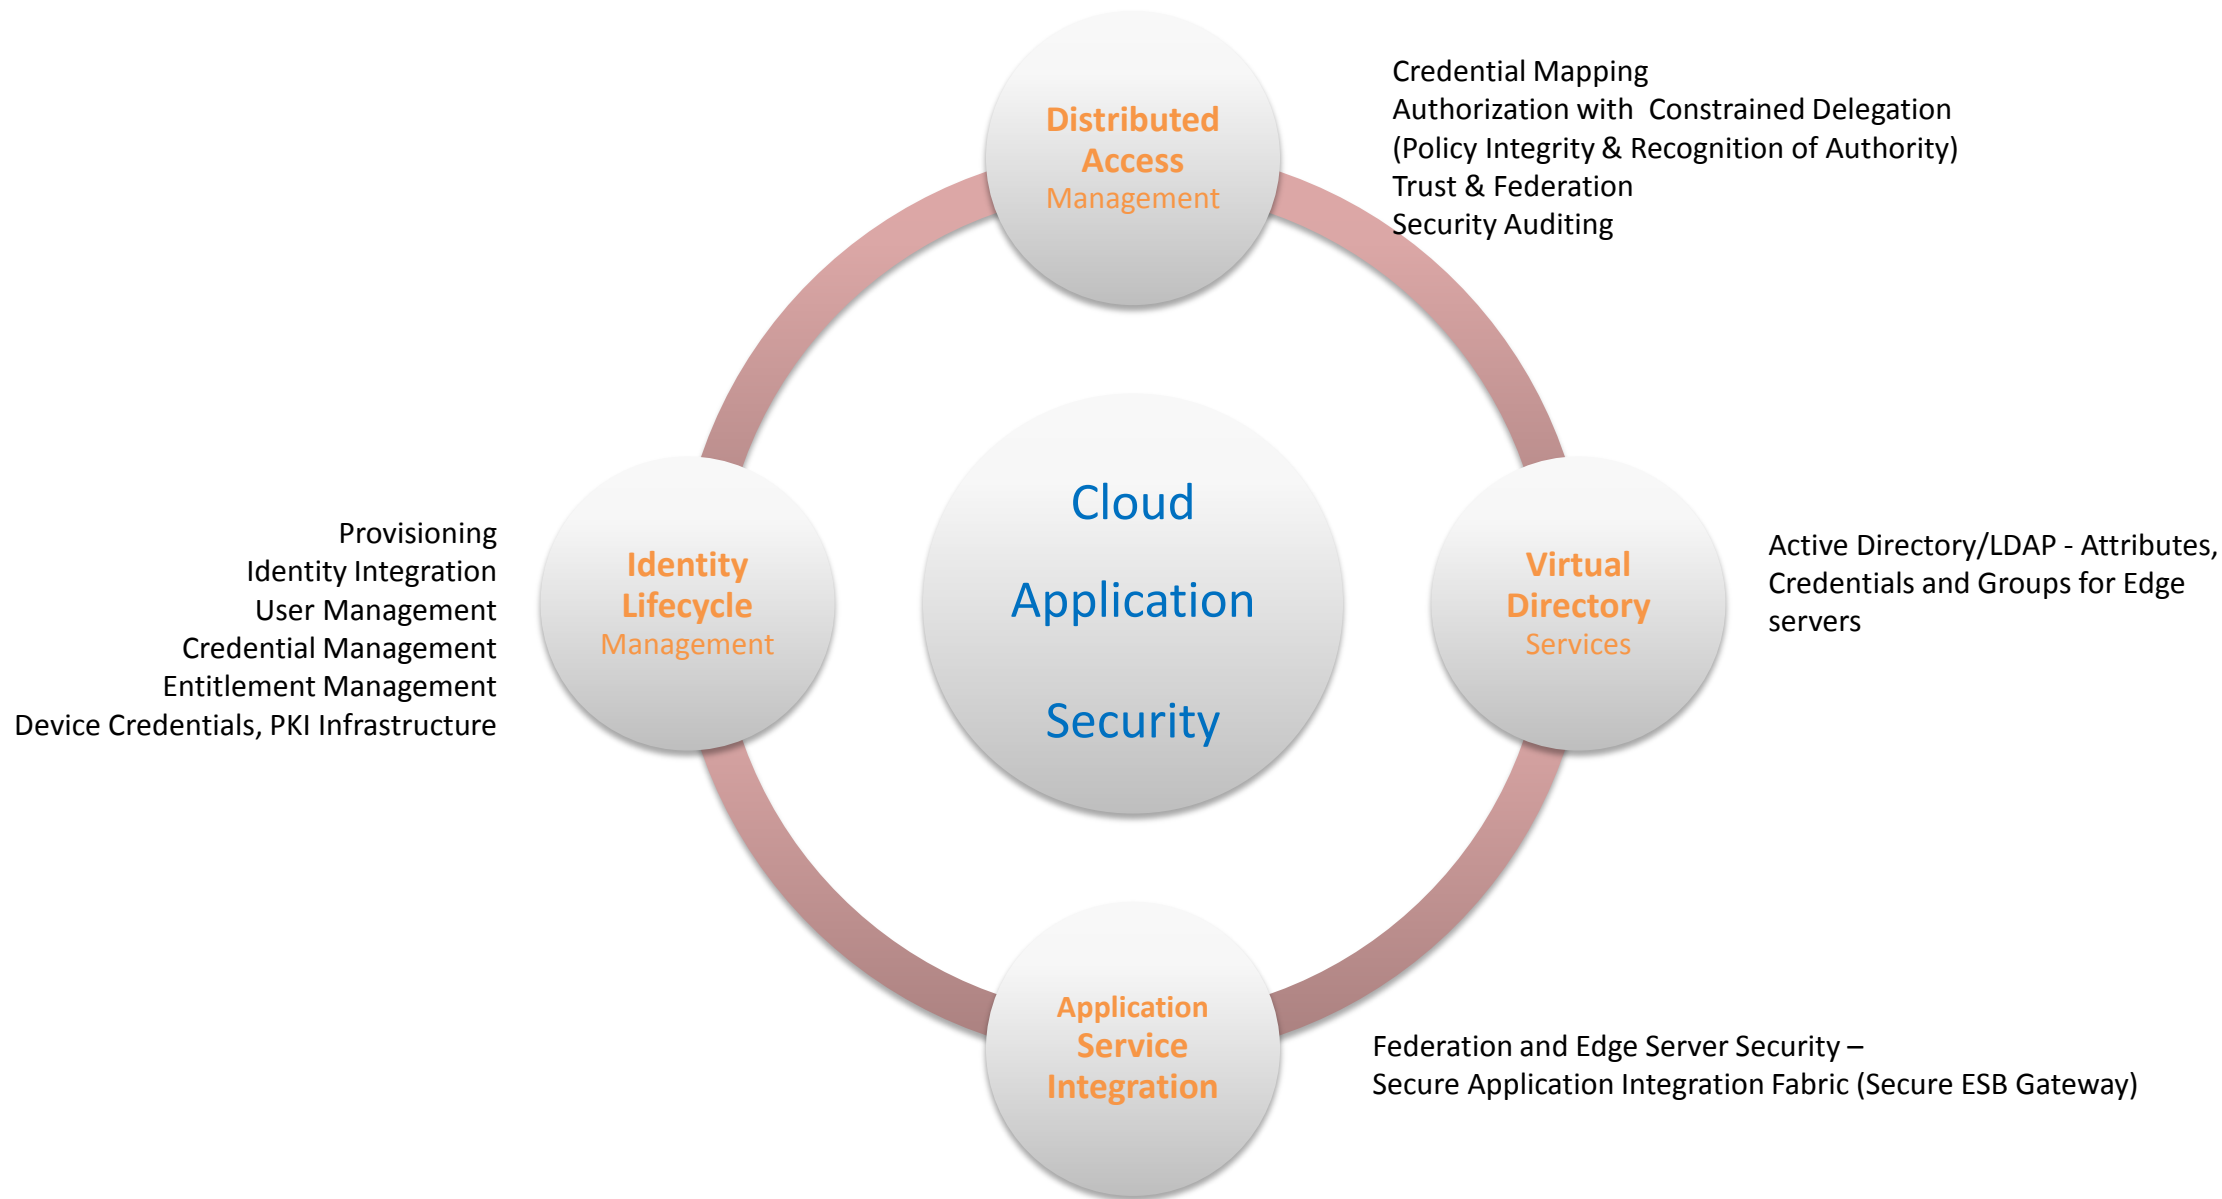 Distributed
Access
Management
Credential Mapping
Authorization with  Constrained Delegation
(Policy Integrity & Recognition of Authority)
Trust & Federation
Security Auditing
Provisioning
Identity Integration
User Management
Credential Management
Entitlement Management
Device Credentials, PKI Infrastructure
Identity
Lifecycle
Management
Cloud
Application
Security
Virtual
Directory
Services
Active Directory/LDAP - Attributes,
Credentials and Groups for Edge
servers
Application
Service
Integration
Federation and Edge Server Security –
Secure Application Integration Fabric (Secure ESB Gateway)